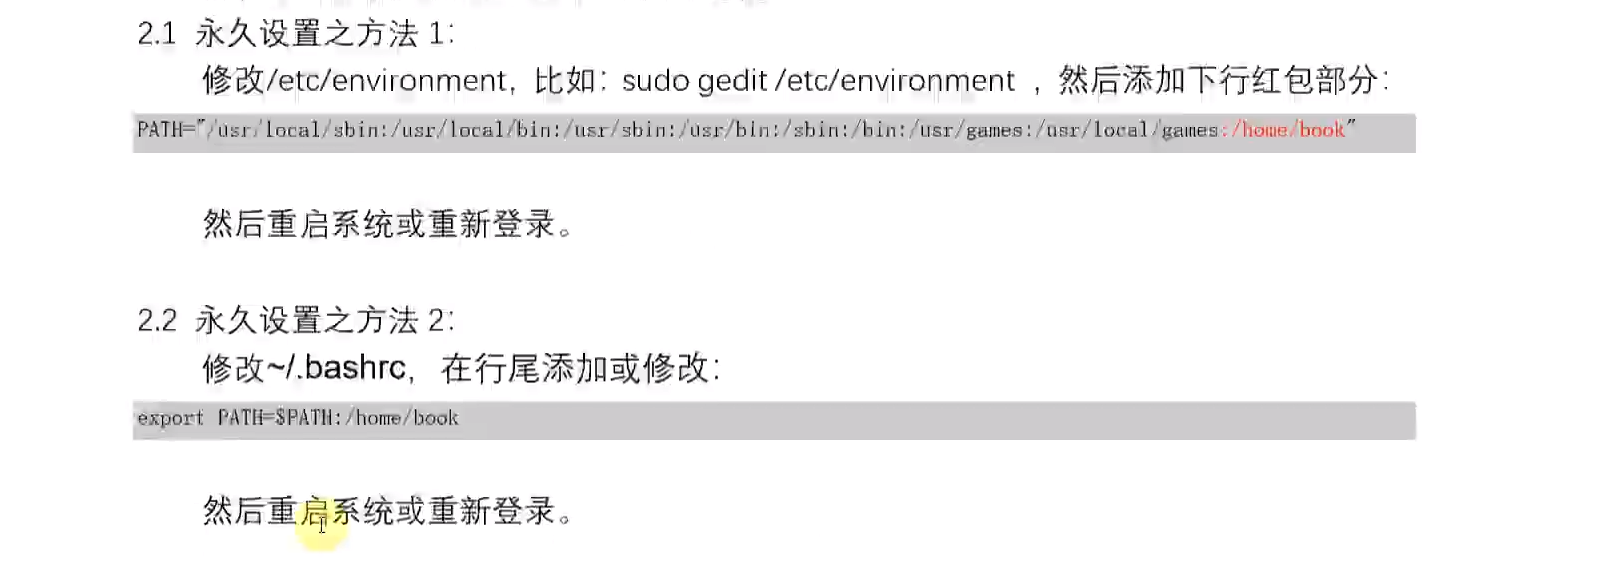 2.1 永久设置之方法 1：
修改/etc/environment，比如：sudo gedit /etc/environment ，然后添加下行红包部分：
PATH="/usr/local/sbin:/usr/local/bin:/usr/sbin:/usr/bin:/sbin:/bin:/usr/games:/usr/local/games:/home/book"
然后重启系统或重新登录。
2.2 永久设置之方法 2：
修改~/.bashrc，在行尾添加或修改：
export PATH=$PATH:/home/book
然后重启系统或重新登录。